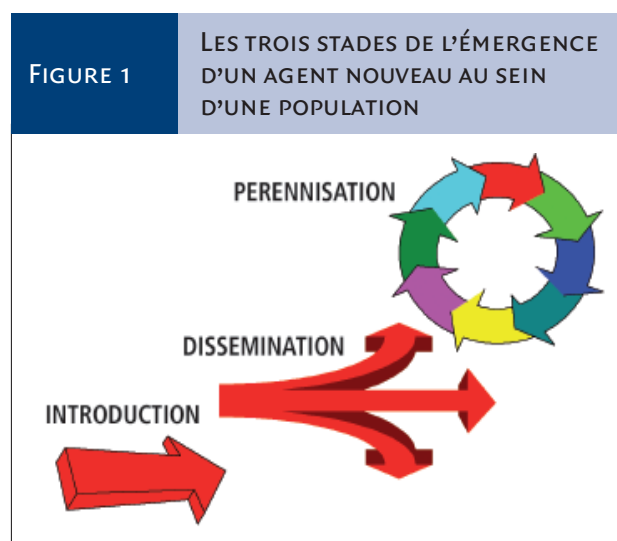 FIGURE 1
LES TROIS STADES DE L'ÉMERGENCE
D'UN AGENT NOUVEAU AU SEIN
D'UNE POPULATION
PERENNISATION
DISSEMINATION
INTRODUCTION